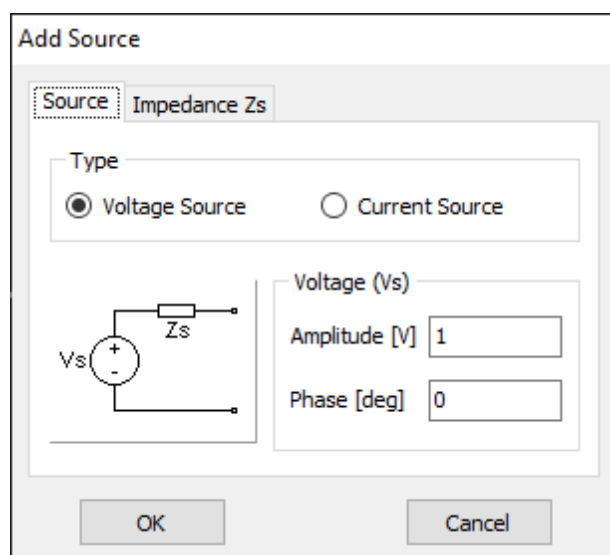 Add Source
Source Impedance Zs
Type
Voltage Source Current Source
Zs
Vs
+
-
Voltage (Vs)
Amplitude [V] 1
Phase [deg] 0
OK Cancel